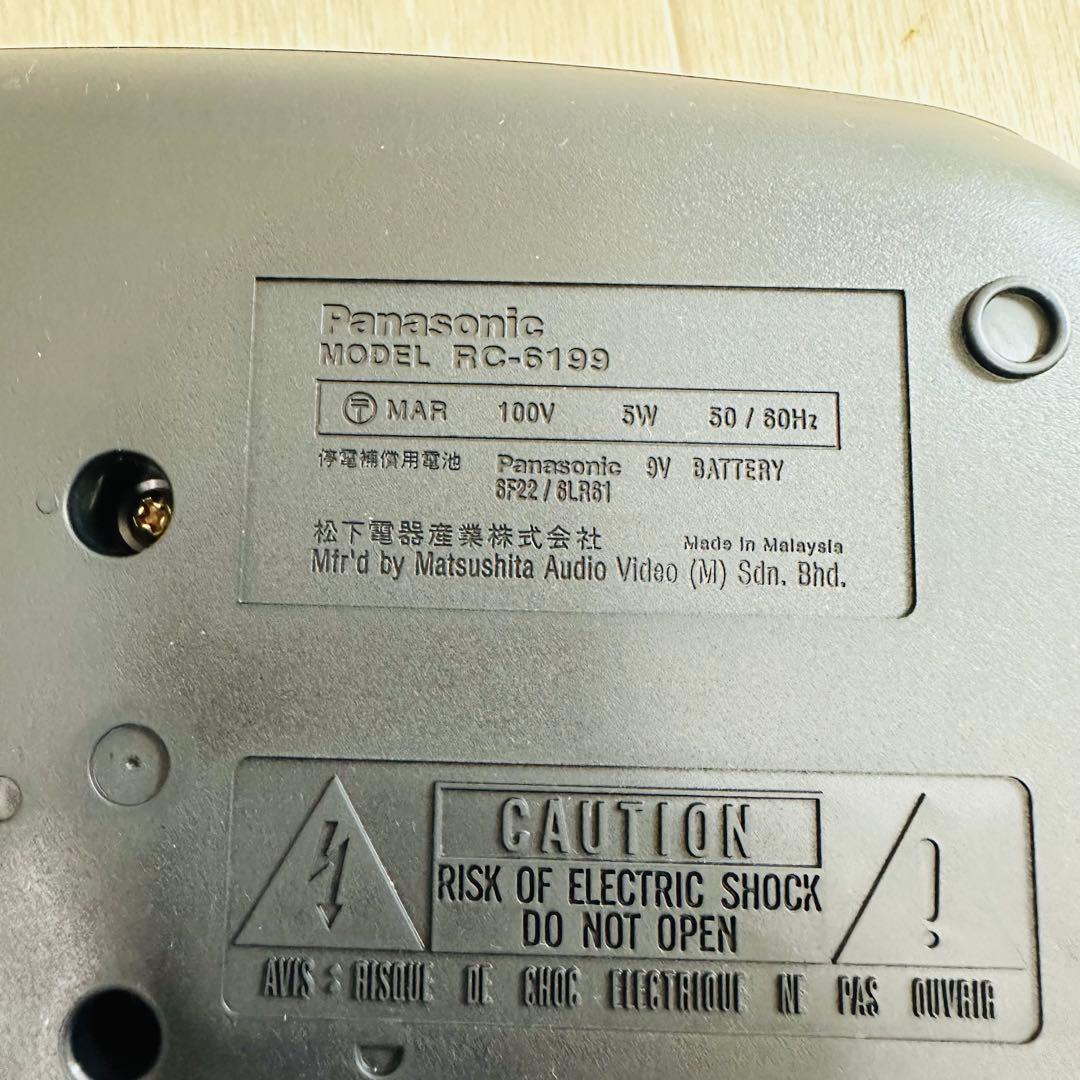 Panasonic
MODEL RC-6199
〒 MAR 100V 5W 50/60Hz
停電補償用電池 Panasonic 9V BATTERY
6F22/6LR61
松下電器産業株式会社 Made in Malaysia
Mfr'd by Matsushita Audio Video (M) Sdn. Bhd.
CAUTION
RISK OF ELECTRIC SHOCK
DO NOT OPEN
AVIS : RISQUE DE CHOC ELECTRIQUE NE PAS OUVRIR